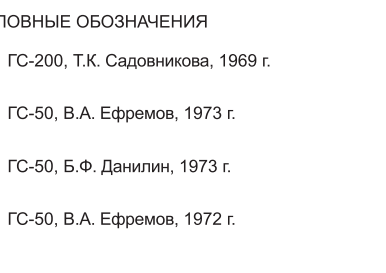 ЛОВНЫЕ ОБОЗНАЧЕНИЯ
ГС-200, Т.К. Садовникова, 1969 г.
ГС-50, В.А. Ефремов, 1973 г.
ГС-50, Б.Ф. Данилин, 1973 г.
ГС-50, В.А. Ефремов, 1972 г.